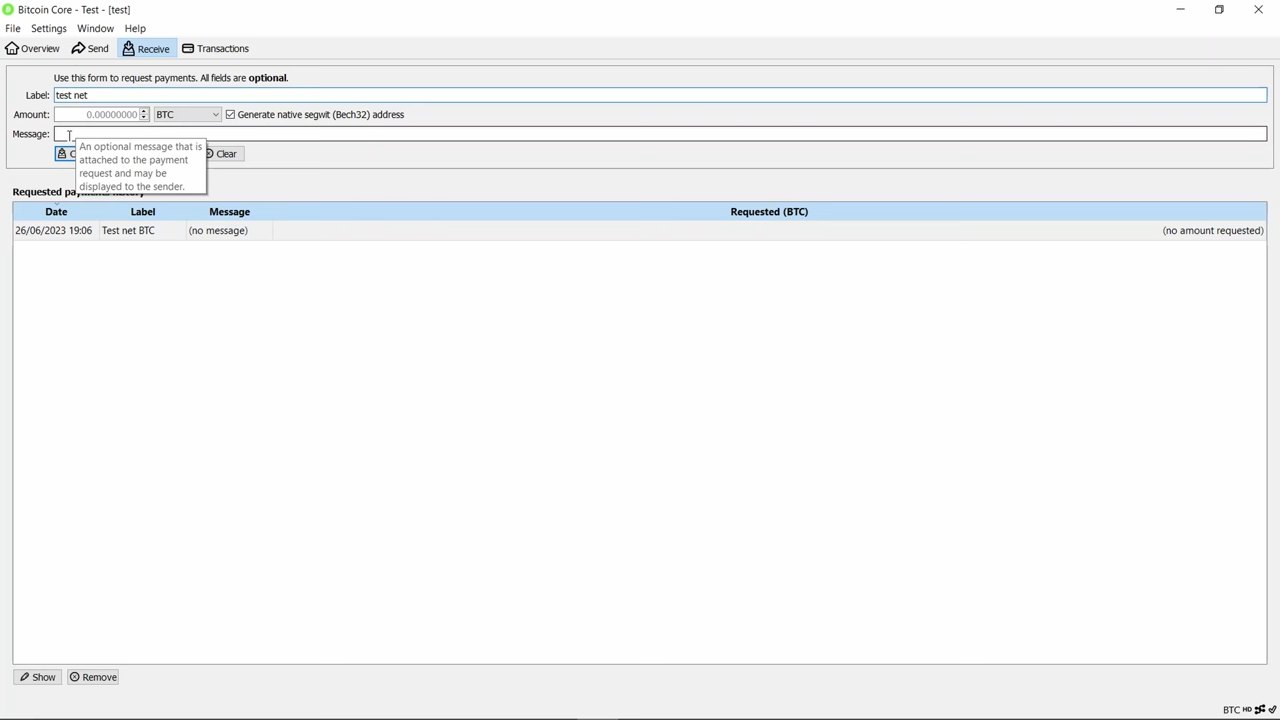 Bitcoin Core - Test - [test]
File Settings Window Help
Overview Send Receive Transactions
Use this form to request payments. All fields are optional.
Label: test net
Amount: 0.00000000 BTC Generate native segwit (Bech32) address
Message:
An optional message that is
attached to the payment
request and may be
displayed to the sender.
C Clear
Requested
Date Label Message Requested (BTC)
26/06/2023 19:06 Test net BTC (no message) (no amount requested)
Show Remove
BTC HD